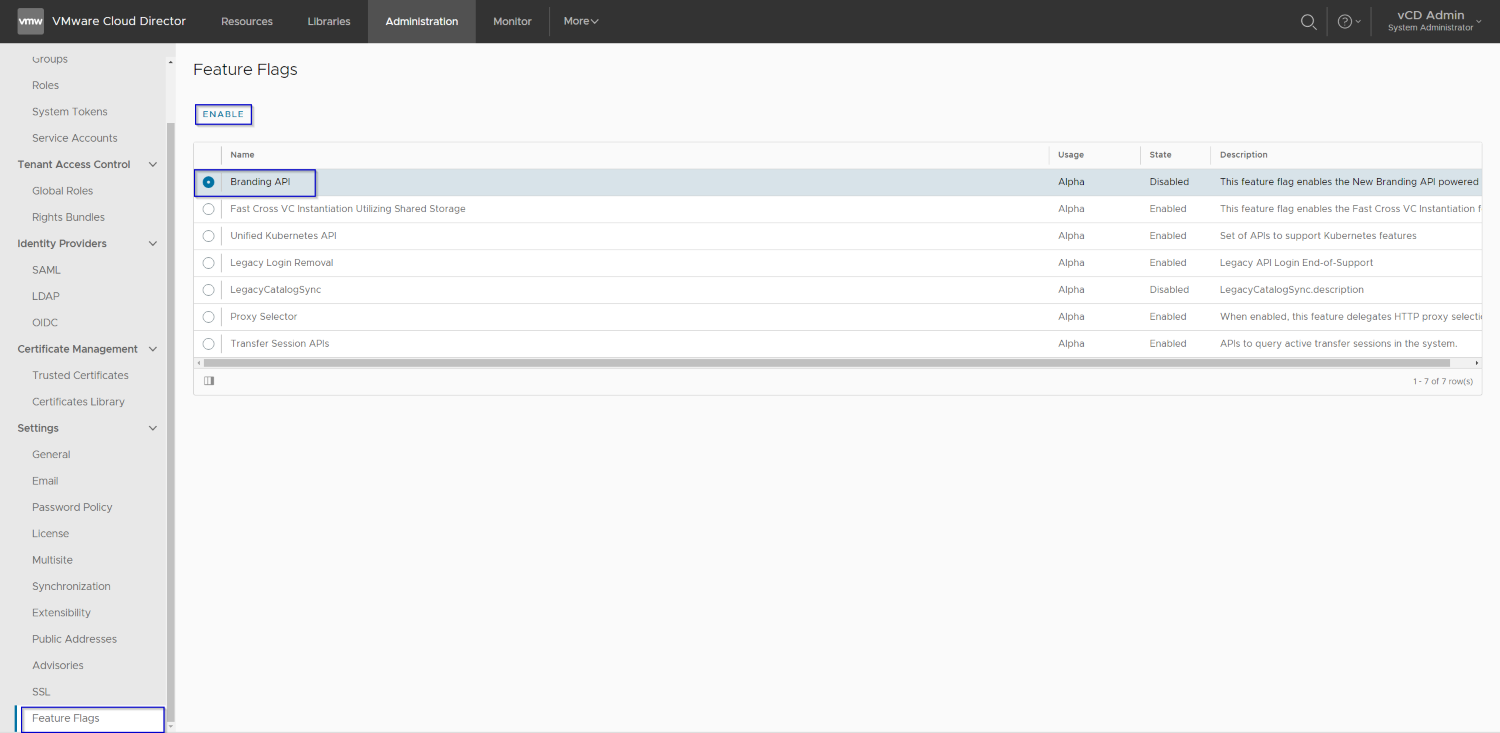 vmw VMware Cloud Director Resources Libraries Administration Monitor More vCD Admin
System Administrator
Groups
Roles
System Tokens
Service Accounts
Tenant Access Control
Global Roles
Rights Bundles
Identity Providers
SAML
LDAP
OIDC
Certificate Management
Trusted Certificates
Certificates Library
Settings
General
Email
Password Policy
License
Multisite
Synchronization
Extensibility
Public Addresses
Advisories
SSL
Feature Flags
Feature Flags
ENABLE
Name Usage State Description
Branding API Alpha Disabled This feature flag enables the New Branding API powered
Fast Cross VC Instantiation Utilizing Shared Storage Alpha Enabled This feature flag enables the Fast Cross VC Instantiation f
Unified Kubernetes API Alpha Enabled Set of APIs to support Kubernetes features
Legacy Login Removal Alpha Enabled Legacy API Login End-of-Support
LegacyCatalogSync Alpha Disabled LegacyCatalogSync.description
Proxy Selector Alpha Enabled When enabled, this feature delegates HTTP proxy selecti
Transfer Session APIs Alpha Enabled APIs to query active transfer sessions in the system.
1 - 7 of 7 row(s)